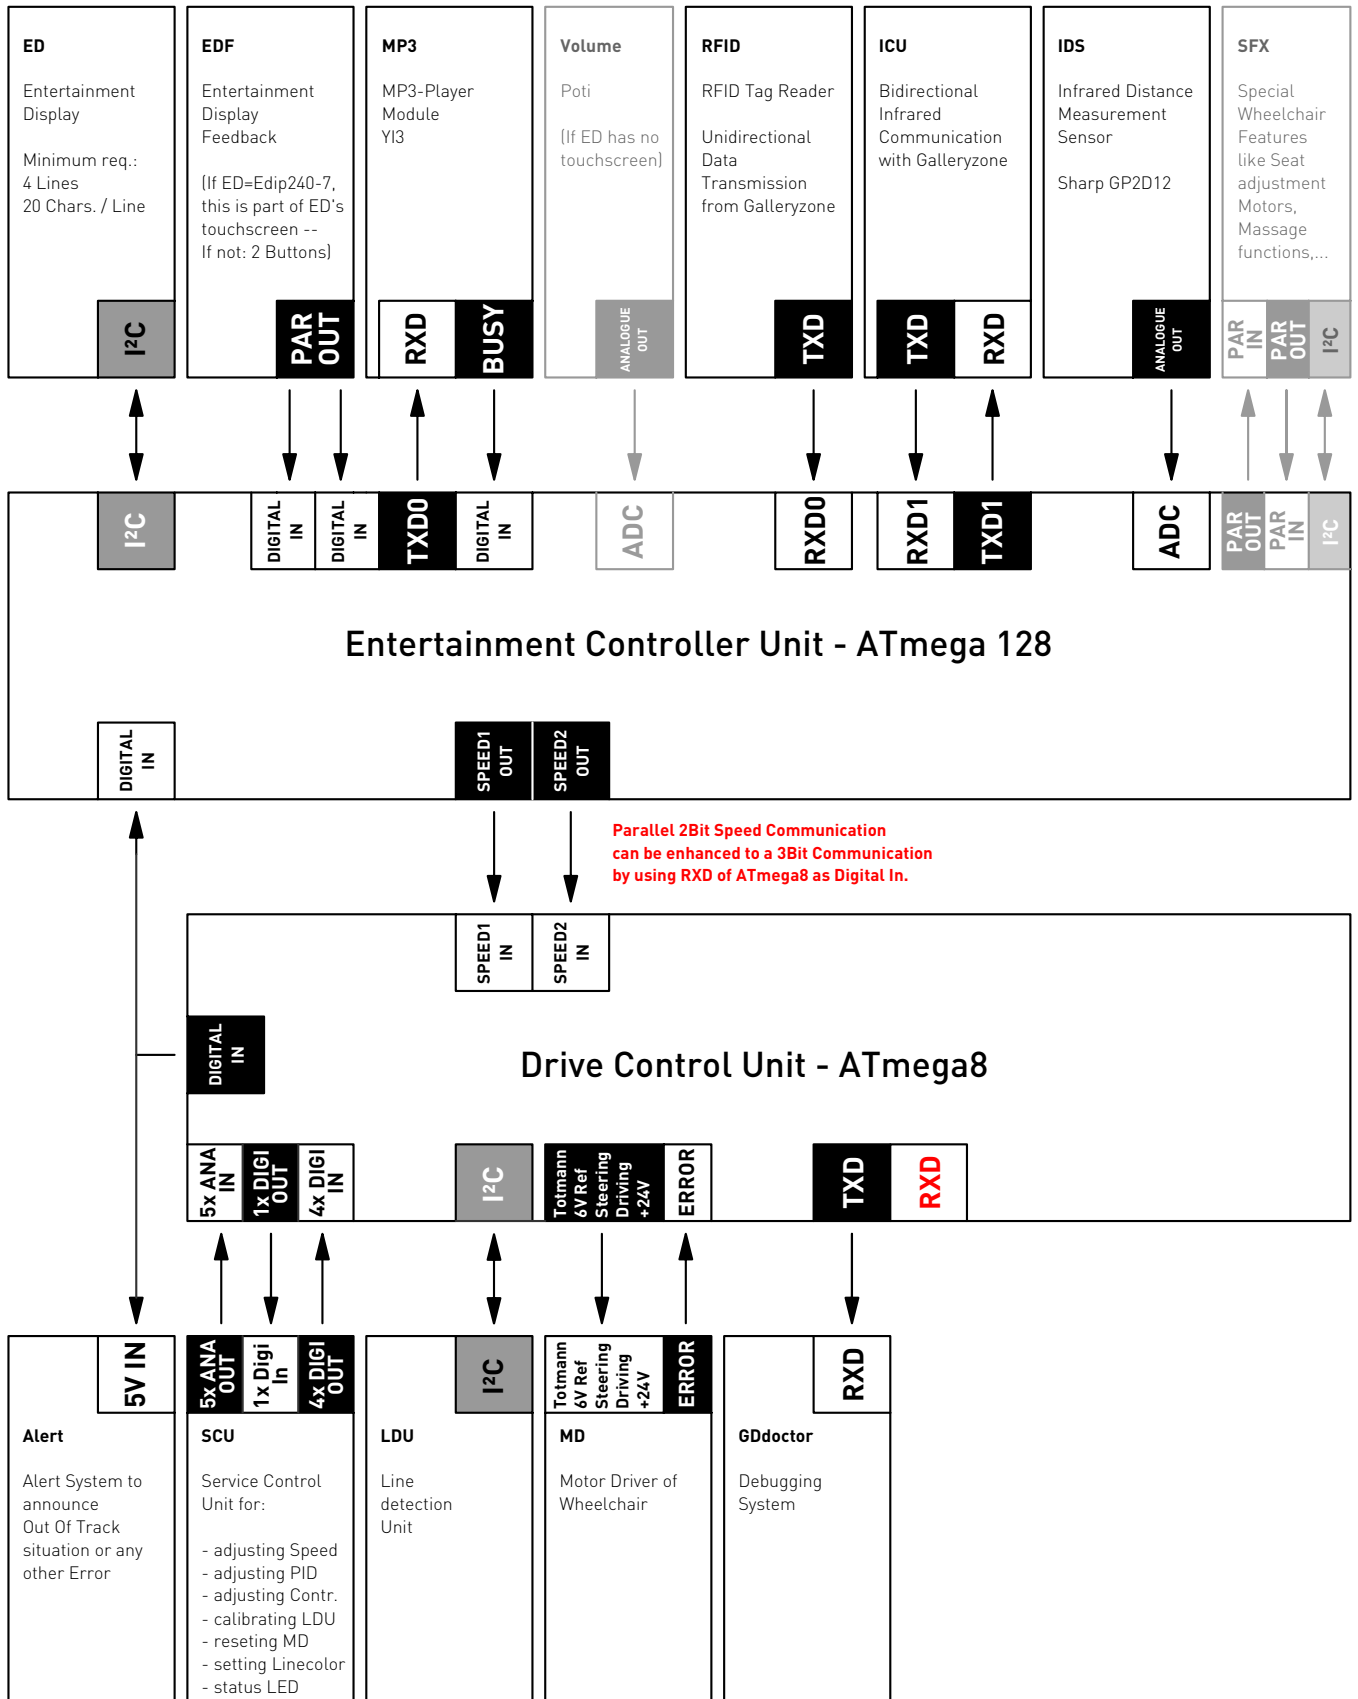 ED
Entertainment
Display
Minimum req.:
4 Lines
20 Chars. / Line
I²C
EDF
Entertainment
Display
Feedback
(If ED=Edip240-7,
this is part of ED's
touchscreen --
If not: 2 Buttons)
PAR
OUT
MP3
MP3-Player
Module
YI3
RXD
BUSY
Volume
Poti
(If ED has no
touchscreen)
ANALOGUE
OUT
RFID
RFID Tag Reader
Unidirectional
Data
Transmission
from Galleryzone
TXD
ICU
Bidirectional
Infrared
Communication
with Galleryzone
TXD
RXD
IDS
Infrared Distance
Measurement
Sensor
Sharp GP2D12
ANALOGUE
OUT
SFX
Special
Wheelchair
Features
like Seat
adjustment
Motors,
Massage
functions,...
PAR
IN
PAR
OUT
I²C
I²C
DIGITAL
IN
DIGITAL
IN
TXD0
DIGITAL
IN
ADC
RXD0
RXD1
TXD1
ADC
PAR
OUT
PAR
IN
I²C
Entertainment Controller Unit - ATmega 128
DIGITAL
IN
SPEED1
OUT
SPEED2
OUT
Parallel 2Bit Speed Communication
can be enhanced to a 3Bit Communication
by using RXD of ATmega8 as Digital In.
SPEED1
IN
SPEED2
IN
DIGITAL
IN
Drive Control Unit - ATmega8
5x ANA
IN
1x DIGI
OUT
4x DIGI
IN
I²C
Totmann
6V Ref
Steering
Driving
+24V
ERROR
TXD
RXD
5V IN
Alert
Alert System to
announce
Out Of Track
situation or any
other Error
5x ANA
OUT
1x Digi
In
4x DIGI
OUT
SCU
Service Control
Unit for:
- adjusting Speed
- adjusting PID
- adjusting Contr.
- calibrating LDU
- reseting MD
- setting Linecolor
- status LED
I²C
LDU
Line
detection
Unit
Totmann
6V Ref
Steering
Driving
+24V
ERROR
MD
Motor Driver of
Wheelchair
RXD
GDdoctor
Debugging
System